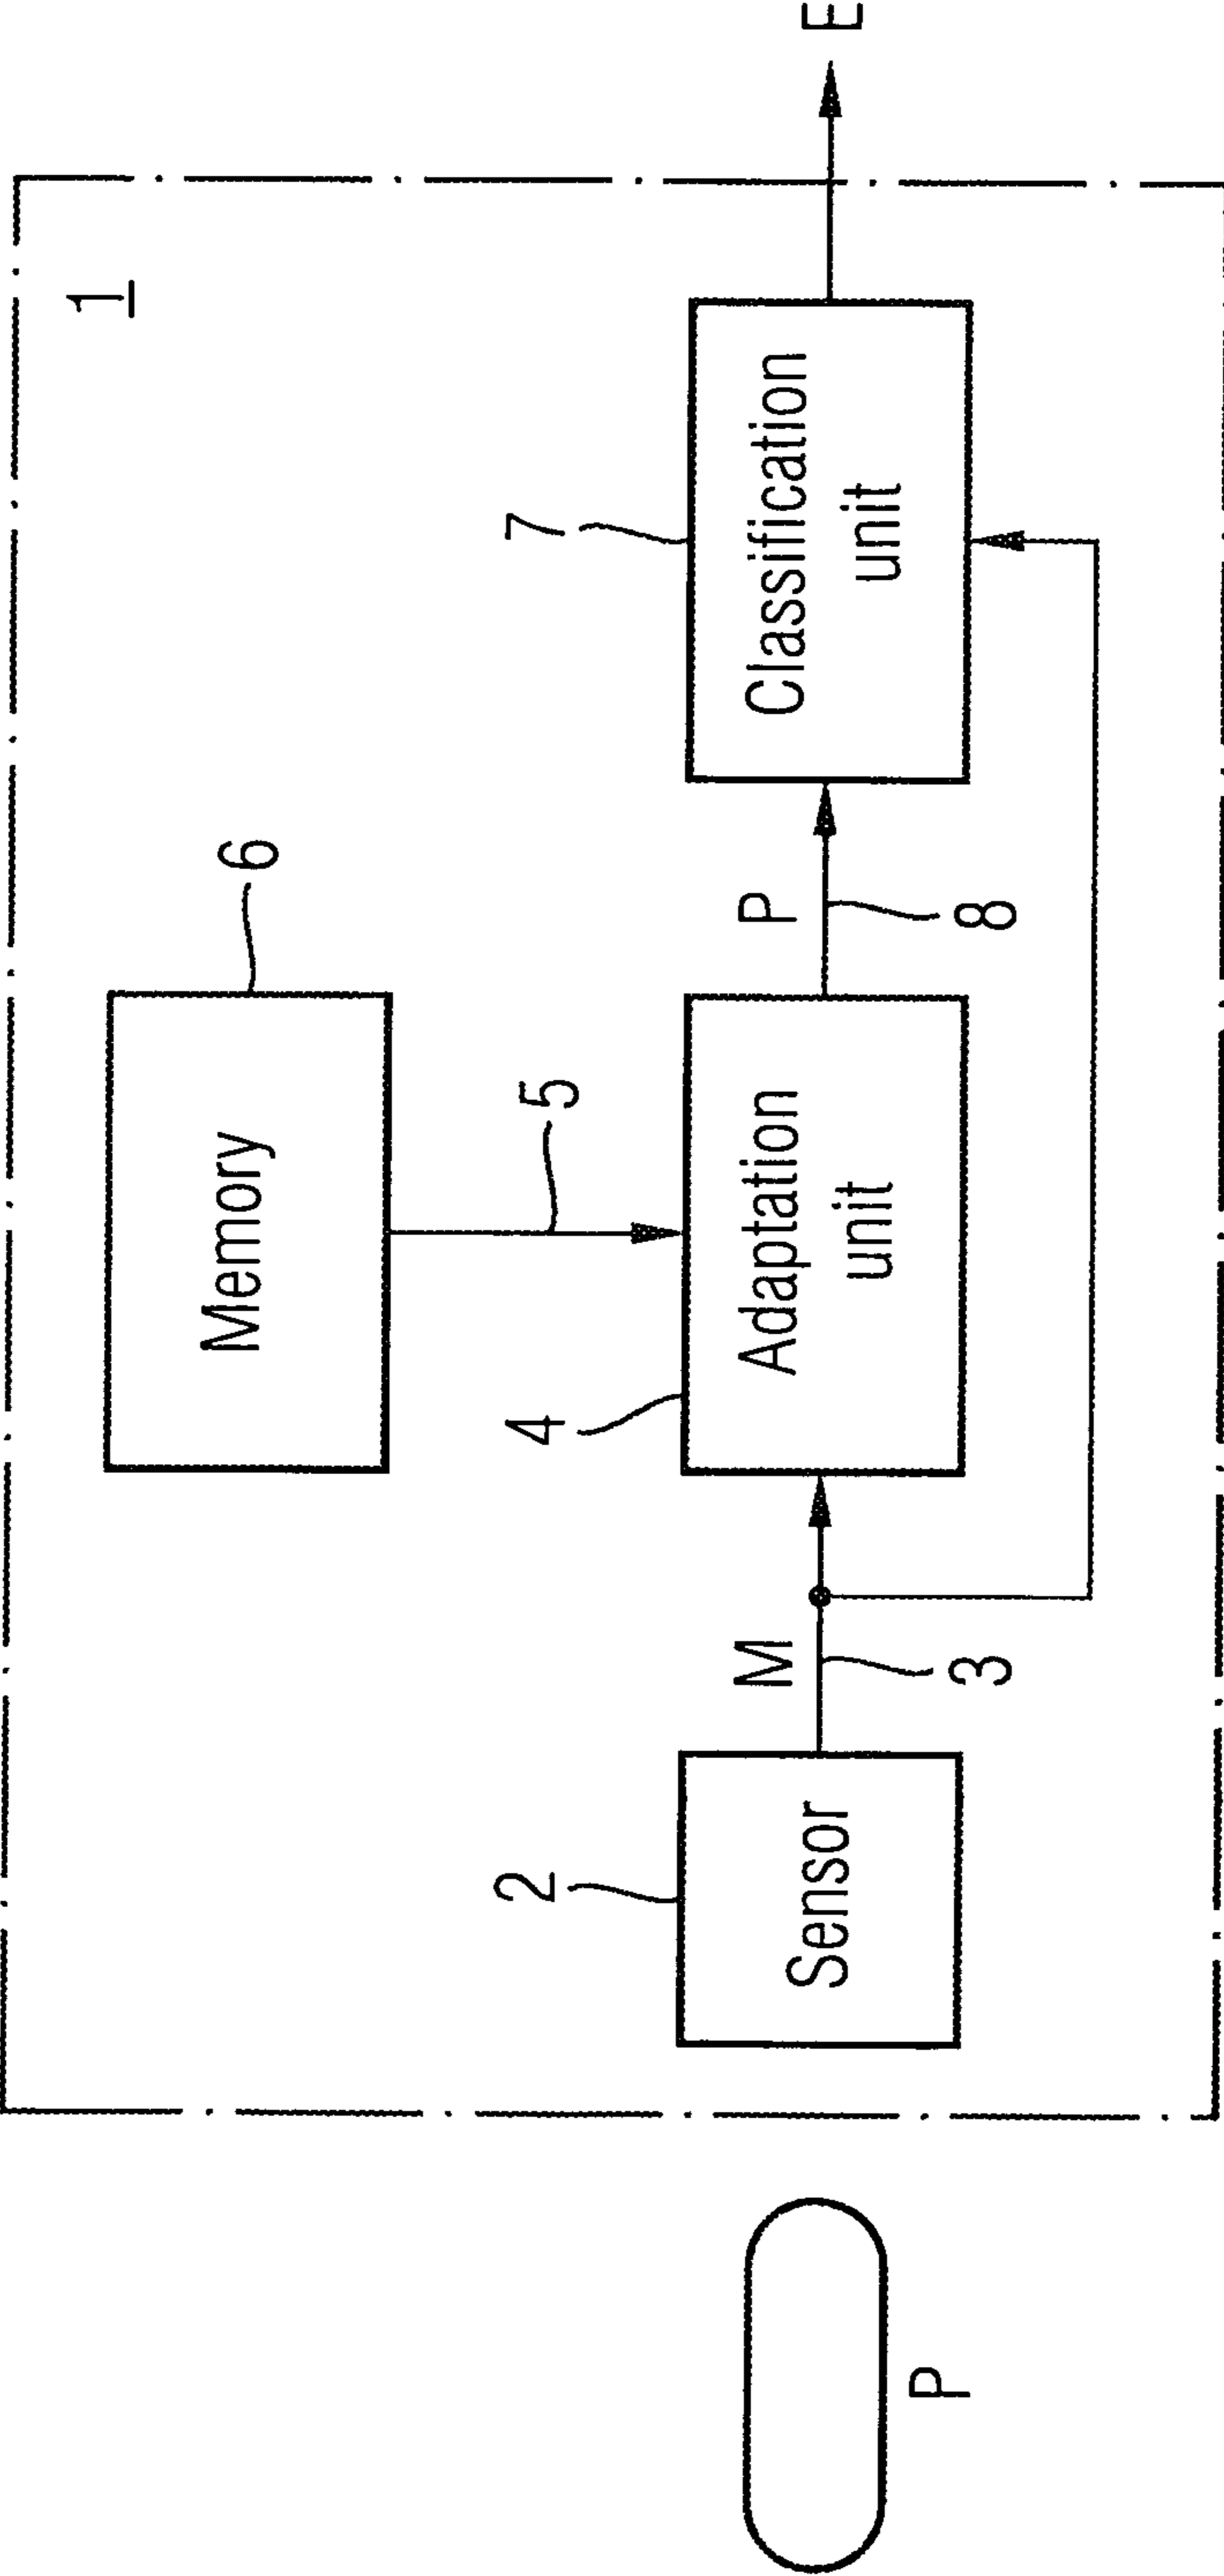 1
Memory
6
5
4
7
2
Sensor
M
3
Adaptation
unit
P
8
Classification
unit
E
P